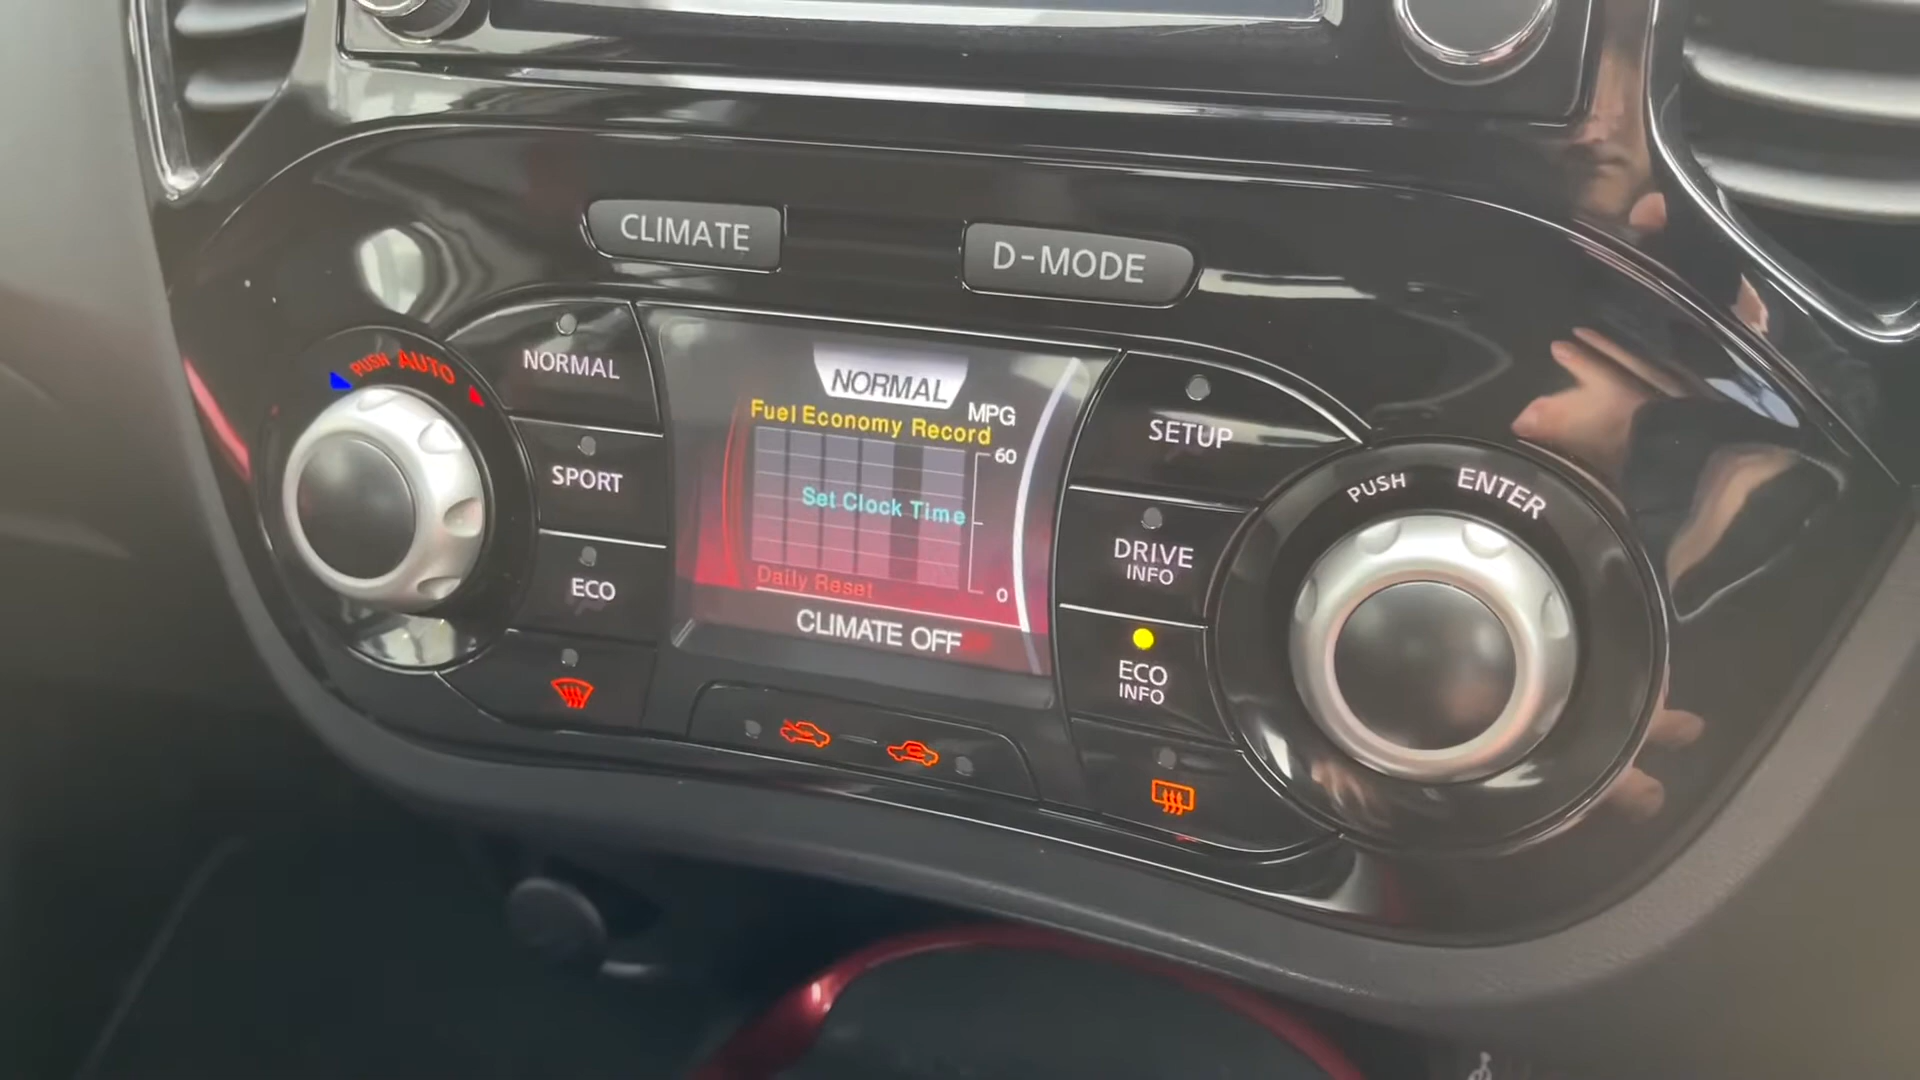 CLIMATE
D-MODE
PUSH AUTO
NORMAL
SPORT
ECO
NORMAL
MPG
Fuel Economy Record
60
Set Clock Time
0
Daily Reset
CLIMATE OFF
SETUP
DRIVE
INFO
ECO
INFO
PUSH ENTER